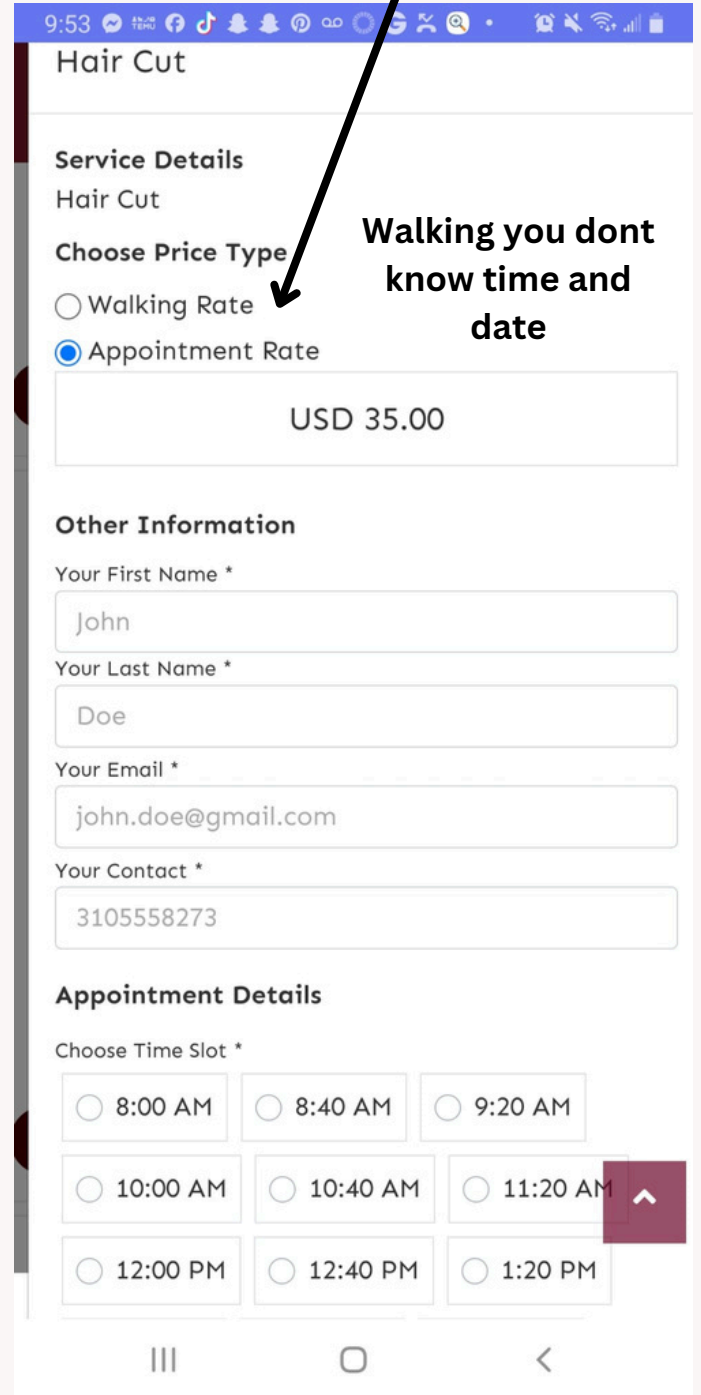 9:53
Hair Cut
Service Details
Hair Cut
Walking you dont
know time and
date
Choose Price Type
Walking Rate
Appointment Rate
USD 35.00
Other Information
Your First Name *
John
Your Last Name *
Doe
Your Email *
john.doe@gmail.com
Your Contact *
3105558273
Appointment Details
Choose Time Slot *
8:00 AM 8:40 AM 9:20 AM
10:00 AM 10:40 AM 11:20 AM
12:00 PM 12:40 PM 1:20 PM